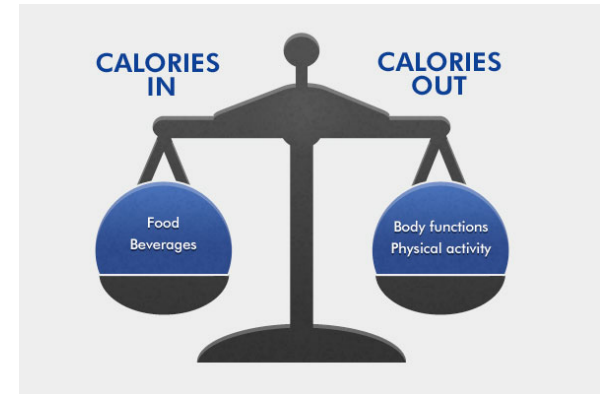 CALORIES
IN
CALORIES
OUT
Food
Beverages
Body functions
Physical activity